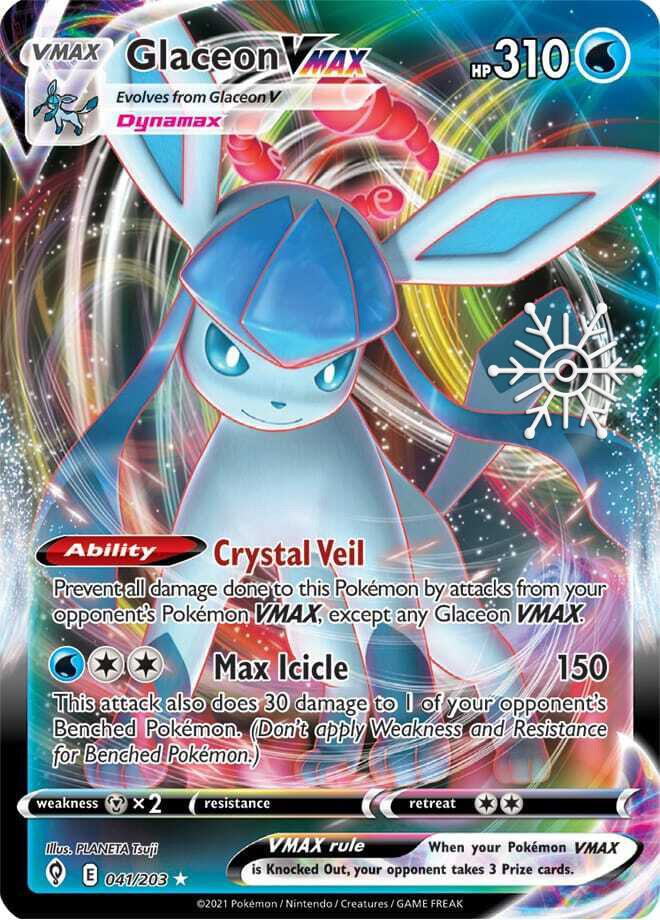 VMAX
Glaceon VMAX
HP310
Evolves from Glaceon V
Dynamax
Ability Crystal Veil
Prevent all damage done to this Pokémon by attacks from your
opponent's Pokémon VMAX, except any Glaceon VMAX.
Max Icicle 150
This attack also does 30 damage to 1 of your opponent's
Benched Pokémon. (Don't apply Weakness and Resistance
for Benched Pokémon.)
weakness ×2 resistance retreat
Illus. PLANETA Tsuji
VMAX rule When your Pokémon VMAX
is Knocked Out, your opponent takes 3 Prize cards.
E 041/203 ★
©2021 Pokémon / Nintendo / Creatures / GAME FREAK